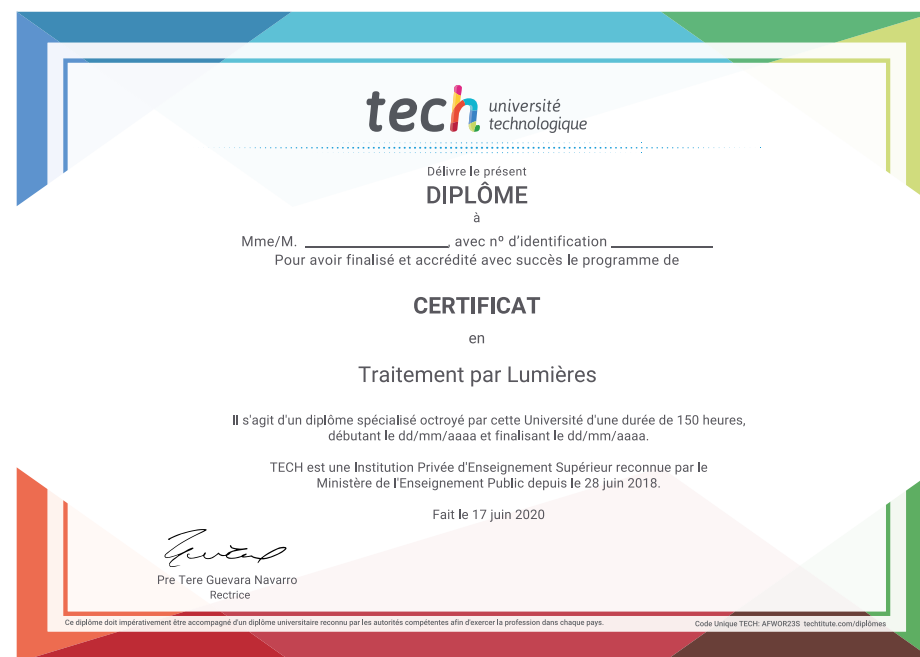 tech université
technologique
Délivre le présent
DIPLÔME
à
Mme/M. ____________________, avec nº d'identification ______________
Pour avoir finalisé et accrédité avec succès le programme de
CERTIFICAT
en
Traitement par Lumières
Il s'agit d'un diplôme spécialisé octroyé par cette Université d'une durée de 150 heures,
débutant le dd/mm/aaaa et finalisant le dd/mm/aaaa.
TECH est une Institution Privée d'Enseignement Supérieur reconnue par le
Ministère de l'Enseignement Public depuis le 28 juin 2018.
Fait le 17 juin 2020
Pre Tere Guevara Navarro
Rectrice
Ce diplôme doit impérativement être accompagné d'un diplôme universitaire reconnu par les autorités compétentes afin d'exercer la profession dans chaque pays.
Code Unique TECH: AFWOR23S techtitute.com/diplômes